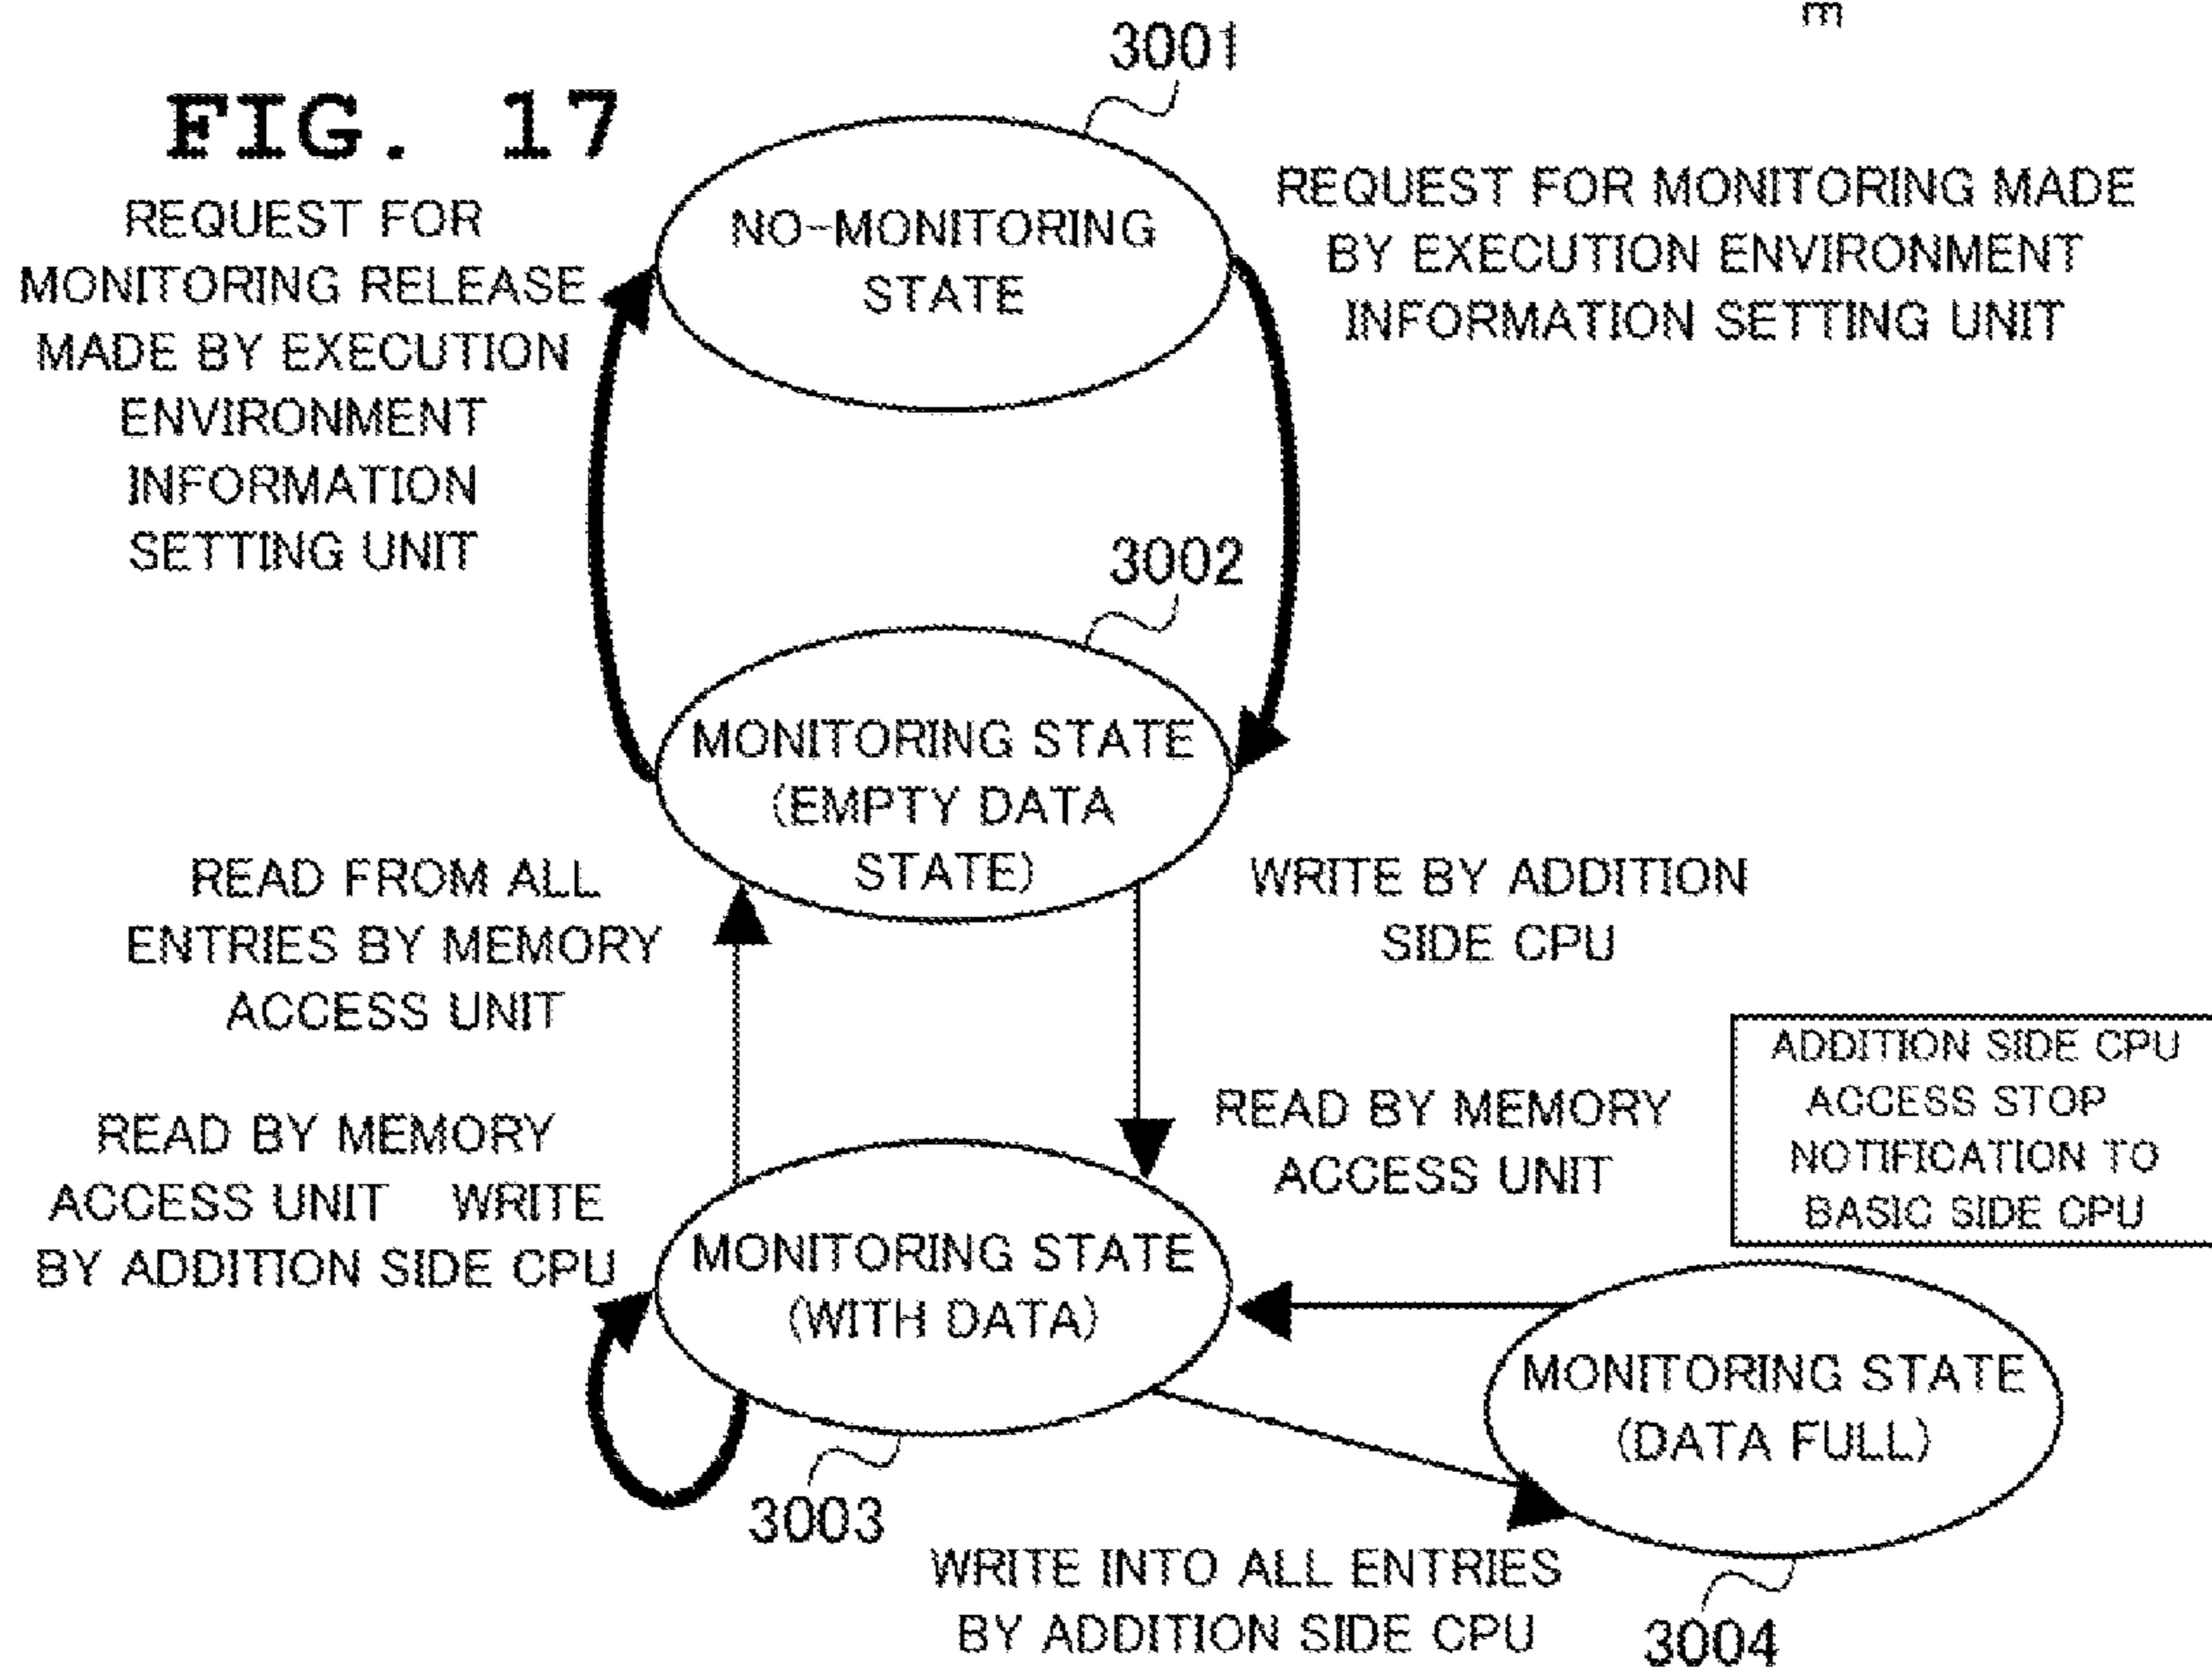 E
3001
FIG. 17
REQUEST FOR
MONITORING RELEASE
MADE BY EXECUTION
ENVIRONMENT
INFORMATION
SETTING UNIT
NO-MONITORING
STATE
REQUEST FOR MONITORING MADE
BY EXECUTION ENVIRONMENT
INFORMATION SETTING UNIT
3002
MONITORING STATE
(EMPTY DATA
STATE)
READ FROM ALL
ENTRIES BY MEMORY
ACCESS UNIT
WRITE BY ADDITION
SIDE CPU
READ BY MEMORY
ACCESS UNIT WRITE
BY ADDITION SIDE CPU
READ BY MEMORY
ACCESS UNIT
ADDITION SIDE CPU
ACCESS STOP
NOTIFICATION TO
BASIC SIDE CPU
MONITORING STATE
(WITH DATA)
MONITORING STATE
(DATA FULL)
3003
WRITE INTO ALL ENTRIES
BY ADDITION SIDE CPU
3004